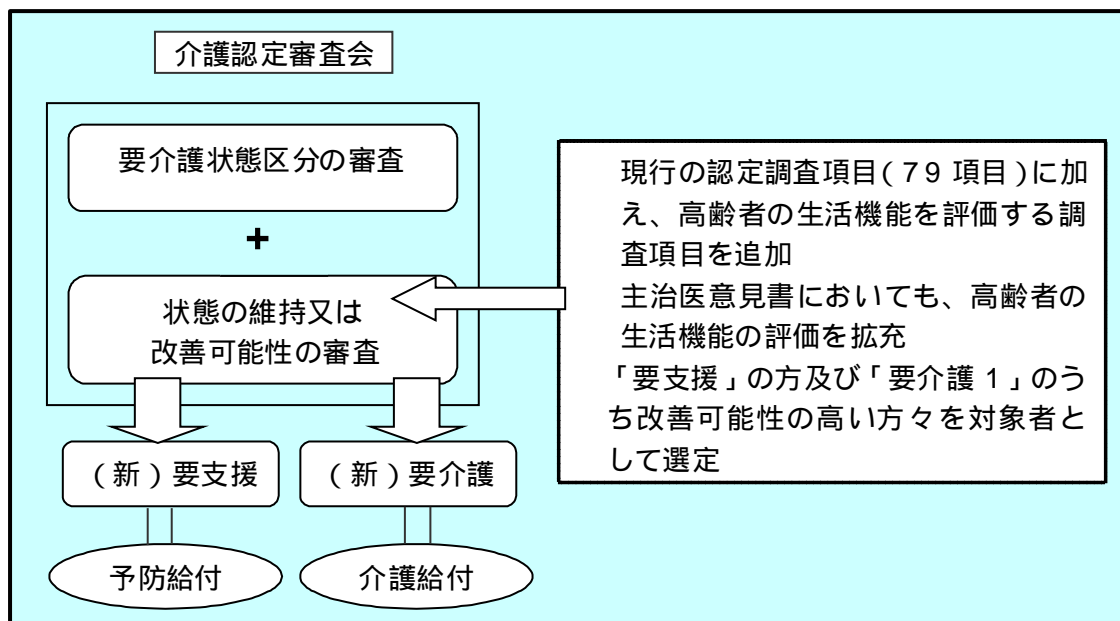 介護認定審査会
要介護状態区分の審査
+
状態の維持又は
改善可能性の審査
現行の認定調査項目(79 項目)に加
え、高齢者の生活機能を評価する調
査項目を追加
主治医意見書においても、高齢者の
生活機能の評価を拡充
「要支援」の方及び「要介護1」のう
ち改善可能性の高い方々を対象者と
して選定
(新)要支援
(新)要介護
予防給付
介護給付